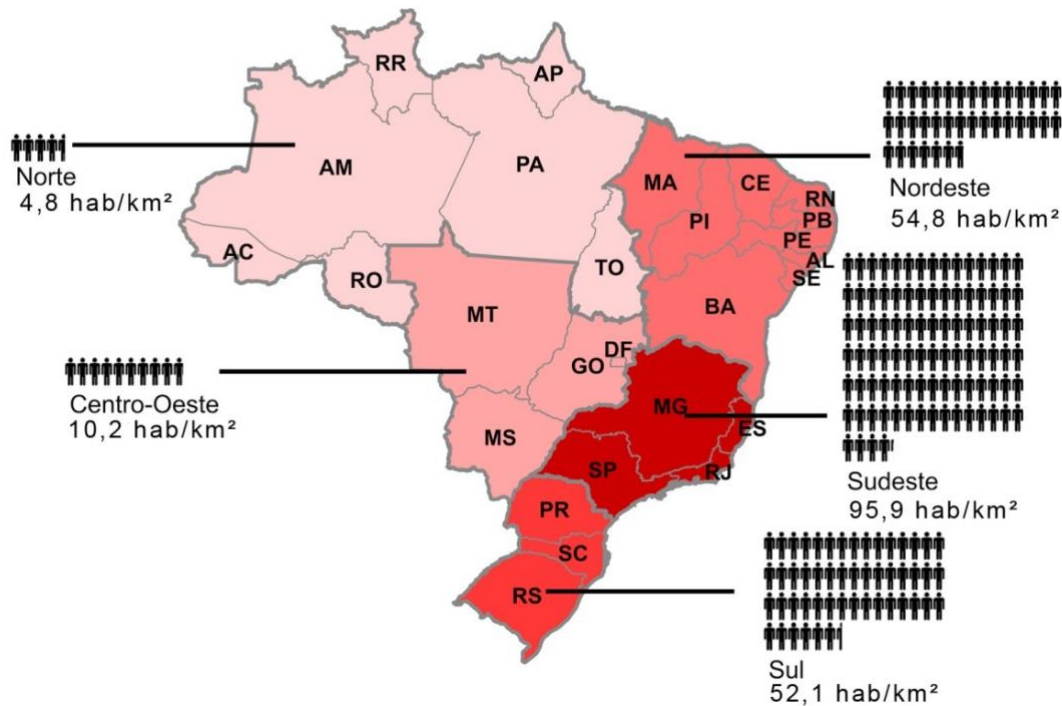 RR
AP
Norte
4,8 hab/km²
AM
PA
MA
CE
RN
PB
PI
PE
AL
SE
Nordeste
54,8 hab/km²
AC
RO
TO
MT
BA
DF
GO
Centro-Oeste
10,2 hab/km²
MG
ES
MS
SP
RJ
Sudeste
95,9 hab/km²
PR
SC
RS
Sul
52,1 hab/km²